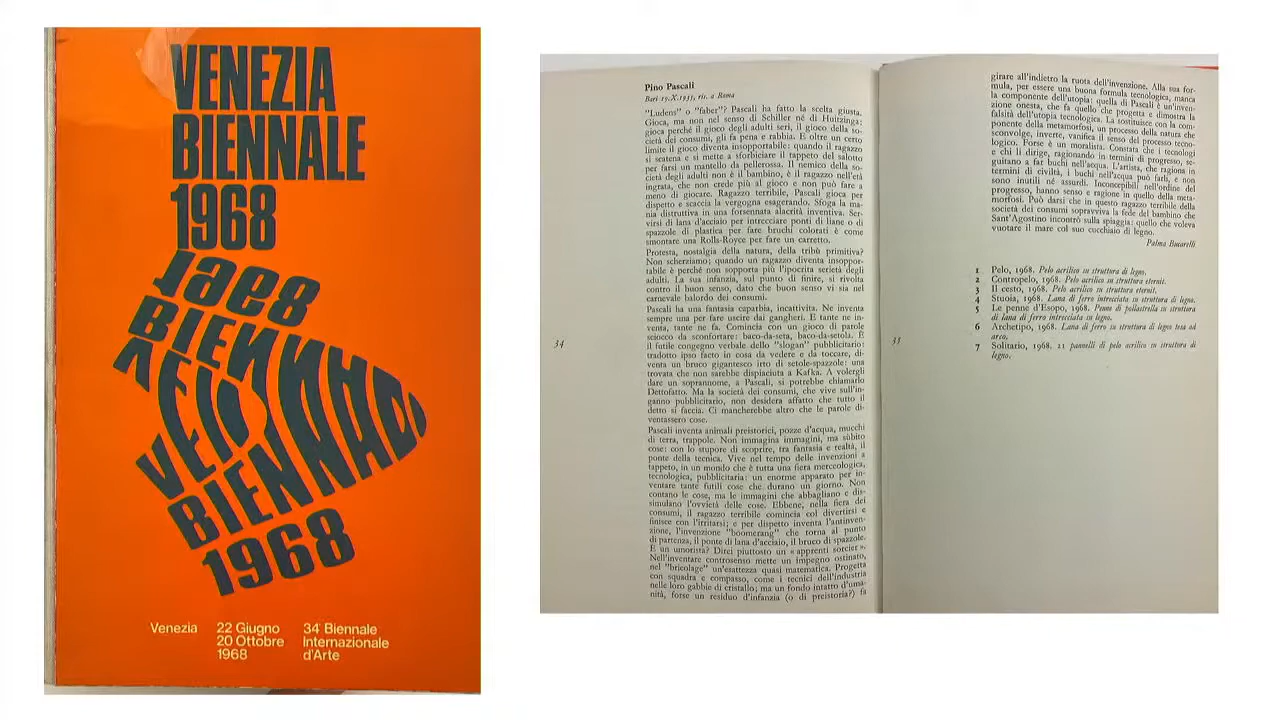 VENEZIA
BIENNALE
1968
1968
BIENNALE
VENEZIA
VENEZIA
BIENNALE
1968
Venezia
22 Giugno
20 Ottobre
1968
34ª Biennale
Internazionale
d'Arte
34
Pino Pascali
Bari 19.X.1935, ris. a Roma
"Ludens" o "faber"? Pascali ha fatto la scelta giusta.
Gioca, ma non nel senso di Schiller né di Huitzinga:
gioca perché il gioco degli adulti seri, il gioco della so-
cietà dei consumi, gli fa pena e rabbia. E oltre un certo
limite il gioco diventa insopportabile: quando il ragazzo
si scatena e si mette a sforbiciare il tappeto del salotto
per farsi un mantello da pellerossa. Il nemico della so-
cietà degli adulti non è il bambino, è il ragazzo nell'età
ingrata, che non crede più al gioco e non può fare a
meno di giocare. Ragazzo terribile, Pascali gioca per
dispetto e scaccia la vergogna esagerando. Sfoga la ma-
nia distruttiva in una forsennata alacrità inventiva. Ser-
virsi di lana d'acciaio per intrecciare ponti di liane o di
spazzole di plastica per fare bruchi colorati è come
smontare una Rolls-Royce per fare un carretto.
Protesta, nostalgia della natura, della tribù primitiva?
Non scherziamo; quando un ragazzo diventa insoppor-
tabile è perché non sopporta più l'ipocrita serietà degli
adulti. La sua infanzia, sul punto di finire, si rivolta
contro il buon senso, dato che buon senso vi sia nel
carnevale balordo dei consumi.
Pascali ha una fantasia caparbia, incattivita. Ne inventa
sempre una per fare uscire dai gangheri. E tante ne in-
venta, tante ne fa. Comincia con un gioco di parole
sciocco da sconfortare: baco-da-seta, baco-da-setola. È
il futile congegno verbale dello "slogan" pubblicitario:
tradotto ipso facto in cosa da vedere e da toccare, di-
venta un bruco gigantesco irto di setole-spazzole: una
trovata che non sarebbe dispiaciuta a Kafka. A volergli
dare un soprannome, a Pascali, si potrebbe chiamarlo
Dettofatto. Ma la società dei consumi, che vive sull'in-
ganno pubblicitario, non desidera affatto che tutto il
detto si faccia. Ci mancherebbe altro che le parole di-
ventassero cose.
Pascali inventa animali preistorici, pozze d'acqua, mucchi
di terra, trappole. Non immagina immagini, ma sùbito
cose: con lo stupore di scoprire, tra fantasia e realtà, il
ponte della tecnica. Vive nel tempo delle invenzioni a
tappeto, in un mondo che è tutta una fiera merceologica,
tecnologica, pubblicitaria: un enorme apparato per in-
ventare tante futili cose che durano un giorno. Non
contano le cose, ma le immagini che abbagliano e dis-
simulano l'ovvietà delle cose. Ebbene, nella fiera dei
consumi, il ragazzo terribile comincia col divertirsi e
finisce con l'irritarsi; e per dispetto inventa l'antinven-
zione, l'invenzione "boomerang" che torna al punto
di partenza, il ponte di lana d'acciaio, il bruco di spazzole.
È un umorista? Direi piuttosto un « apprenti sorcier ».
Nell'inventare controsenso mette un impegno ostinato,
nel "bricolage" un'esattezza quasi matematica. Progetta
con squadra e compasso, come i tecnici dell'industria
nelle loro gabbie di cristallo; ma un fondo intatto d'uma-
nità, forse un residuo d'infanzia (o di preistoria?) fa
girare all'indietro la ruota dell'invenzione. Alla sua for-
mula, per essere una buona formula tecnologica, manca
la componente dell'utopia: quella di Pascali è un'inven-
zione onesta, che fa quello che progetta e dimostra la
falsità dell'utopia tecnologica. La sostituisce con la com-
ponente della metamorfosi, un processo della natura che
sconvolge, inverte, vanifica il senso del processo tecno-
logico. Forse è un moralista. Constata che i tecnologi
e chi li dirige, ragionando in termini di progresso, se-
guitano a far buchi nell'acqua. L'artista, che ragiona in
termini di civiltà, i buchi nell'acqua può farli, e non
sono inutili né assurdi. Inconcepibili nell'ordine del
progresso, hanno senso e ragione in quello della meta-
morfosi. Può darsi che in questo ragazzo terribile della
società dei consumi sopravviva la fede del bambino che
Sant'Agostino incontrò sulla spiaggia: quello che voleva
vuotare il mare col suo cucchiaio di legno.
Palma Bucarelli
1 Pelo, 1968. Pelo acrilico su struttura di legno.
2 Contropelo, 1968. Pelo acrilico su struttura eternit.
3 Il cesto, 1968. Pelo acrilico su struttura eternit.
4 Stuoia, 1968. Lana di ferro intrecciata su struttura di legno.
5 Le penne d'Esopo, 1968. Penne di pollastrella su struttura
di lana di ferro intrecciata su legno.
6 Archetipo, 1968. Lana di ferro su struttura di legno tesa ad
arco.
7 Solitario, 1968. 21 pannelli di pelo acrilico su struttura di
legno.